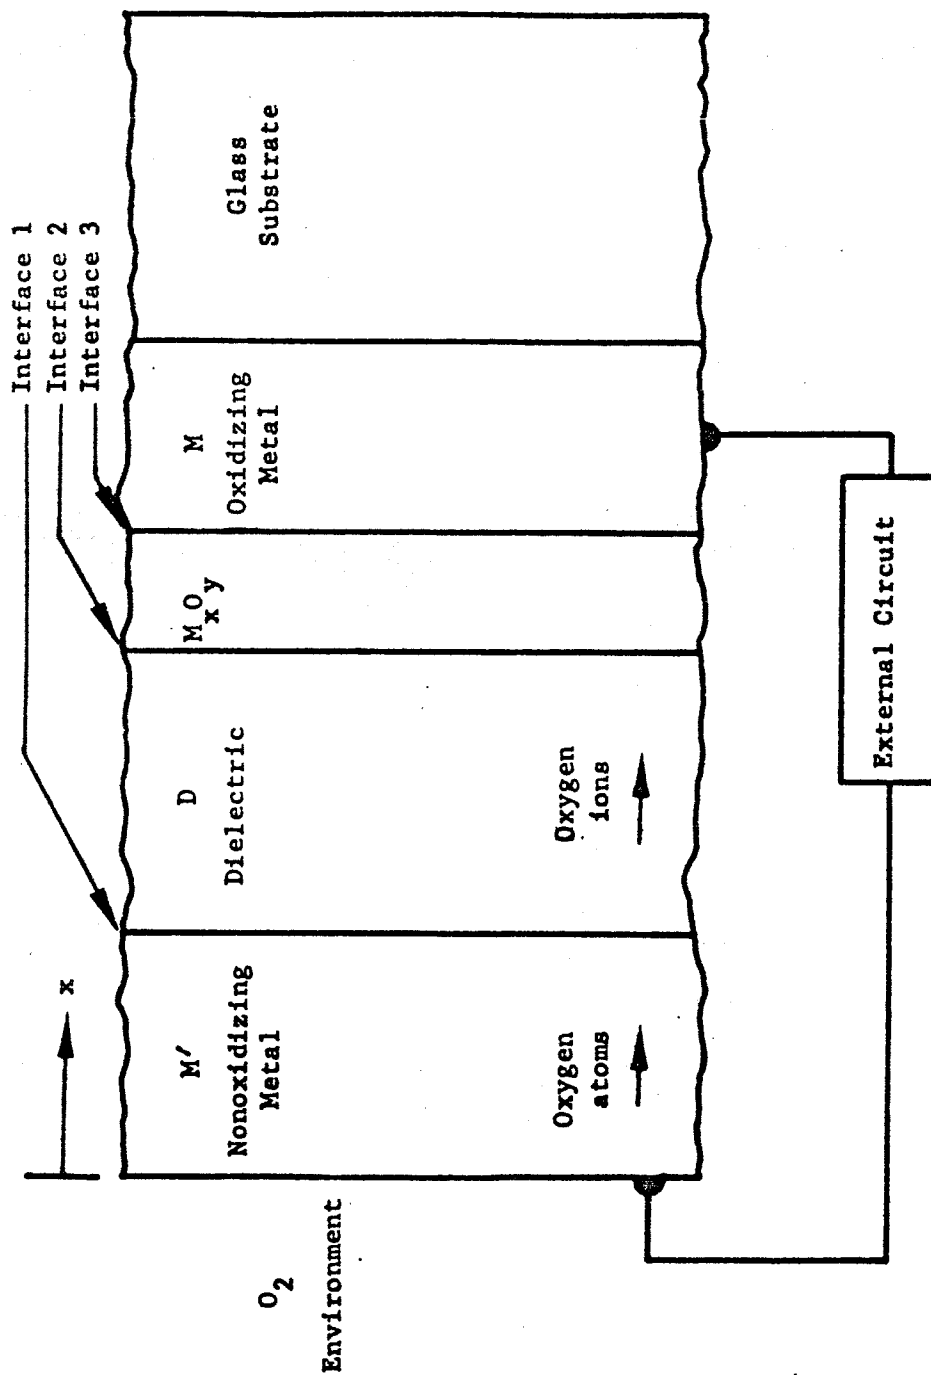 Interface 1
Interface 2
Interface 3
x
O2
Environment
M′
Nonoxidizing
Metal
Oxygen
atoms
D
Dielectric
Oxygen
ions
MxOy
M
Oxidizing
Metal
Glass
Substrate
External Circuit